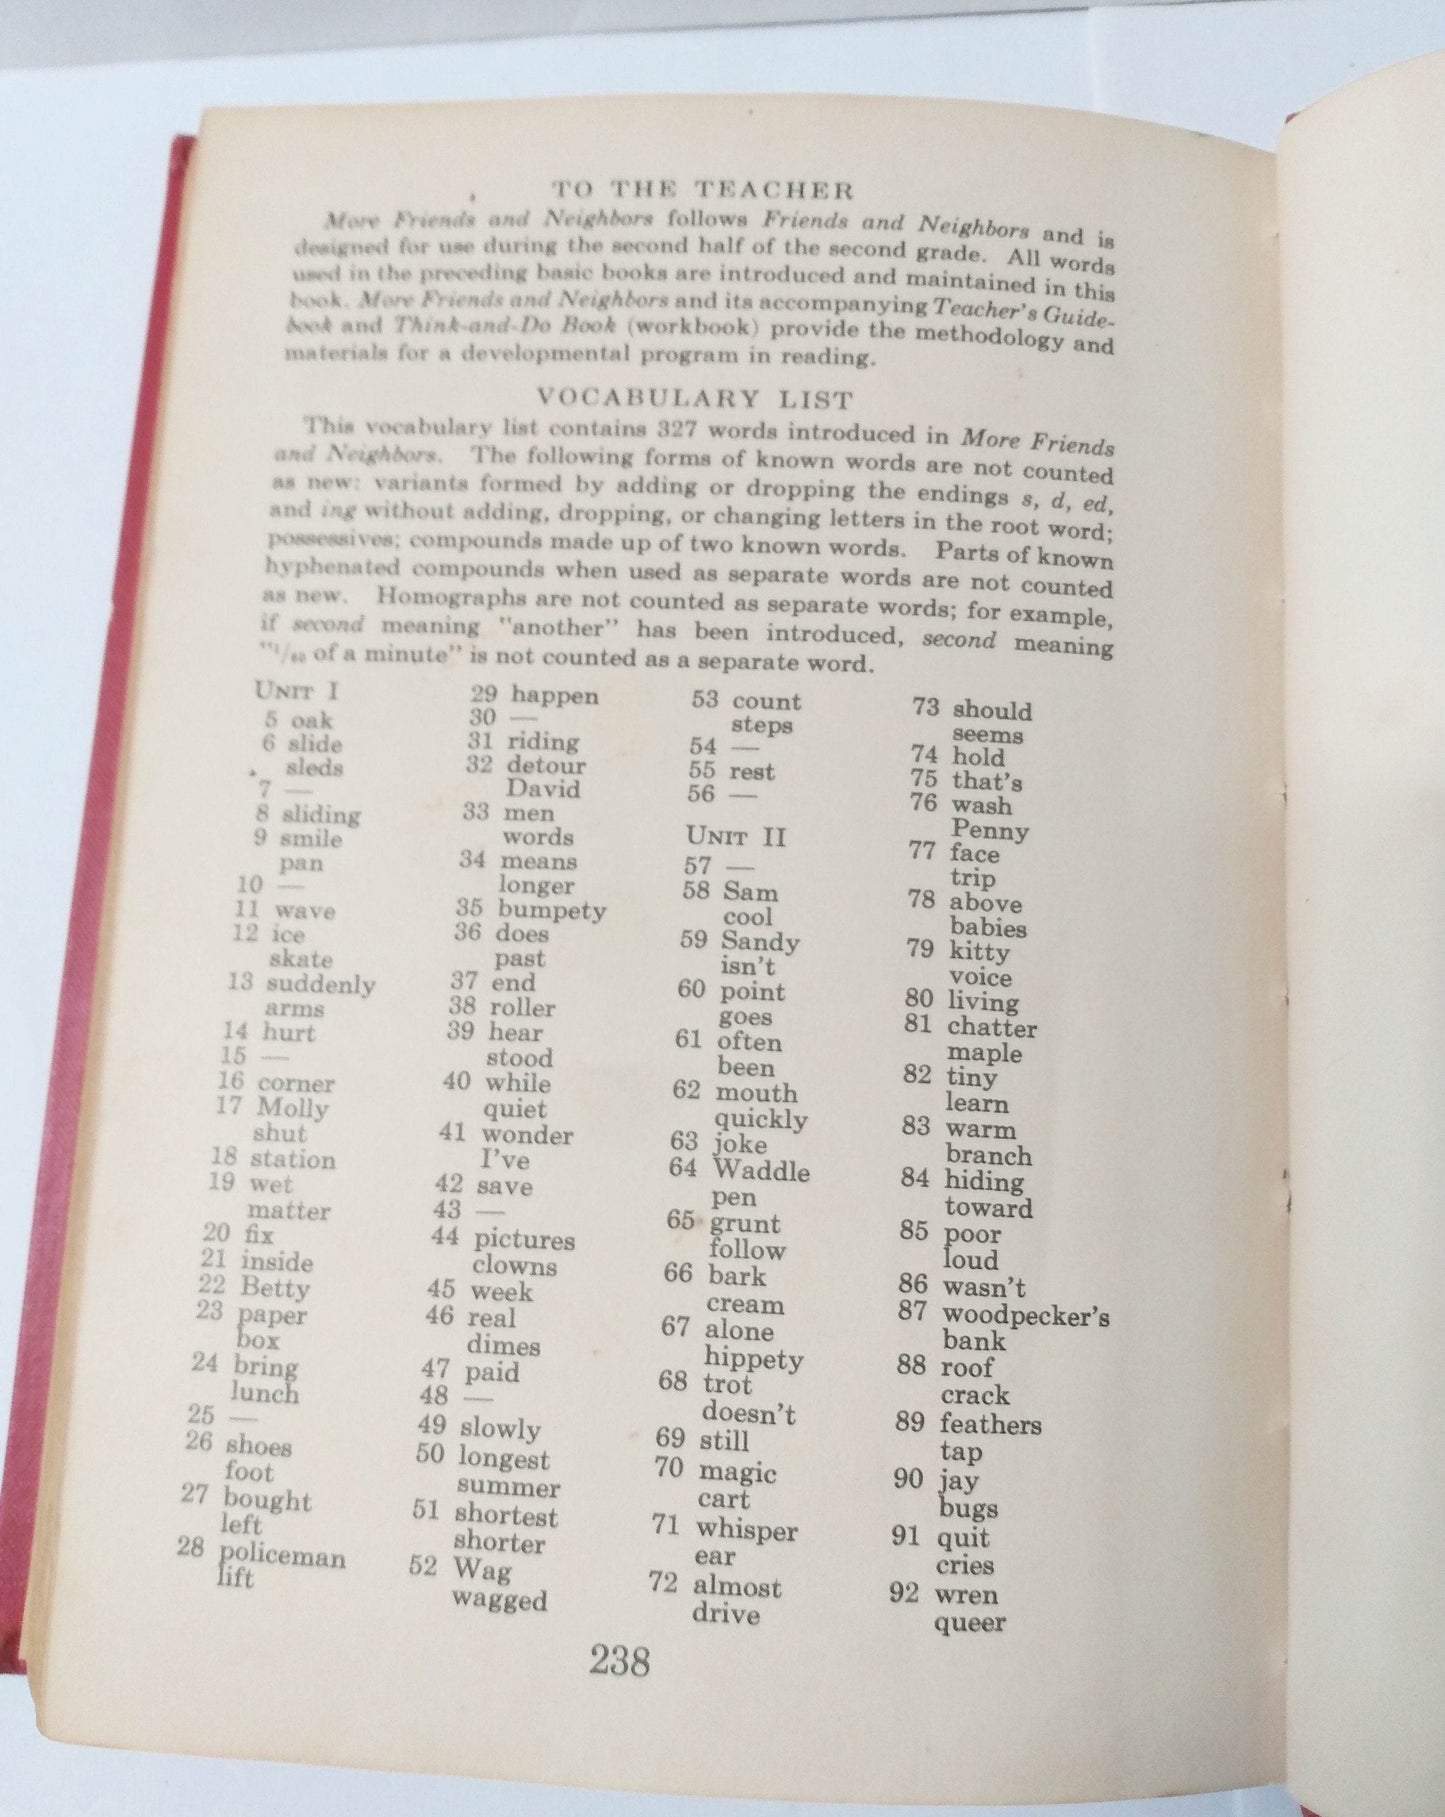 TO THE TEACHER
More Friends and Neighbors follows Friends and Neighbors and is
designed for use during the second half of the second grade. All words
used in the preceding basic books are introduced and maintained in this
book. More Friends and Neighbors and its accompanying Teacher's Guide-
book and Think-and-Do Book (workbook) provide the methodology and
materials for a developmental program in reading.
VOCABULARY LIST
This vocabulary list contains 327 words introduced in More Friends
and Neighbors. The following forms of known words are not counted
as new: variants formed by adding or dropping the endings s, d, ed,
and ing without adding, dropping, or changing letters in the root word;
possessives; compounds made up of two known words. Parts of known
hyphenated compounds when used as separate words are not counted
as new. Homographs are not counted as separate words; for example,
if second meaning "another" has been introduced, second meaning
"1/60 of a minute" is not counted as a separate word.
UNIT I
5 oak
6 slide
sleds
7 —
8 sliding
9 smile
pan
10 —
11 wave
12 ice
skate
13 suddenly
arms
14 hurt
15 —
16 corner
17 Molly
shut
18 station
19 wet
matter
20 fix
21 inside
22 Betty
23 paper
box
24 bring
lunch
25 —
26 shoes
foot
27 bought
left
28 policeman
lift
29 happen
30 —
31 riding
32 detour
David
33 men
words
34 means
longer
35 bumpety
36 does
past
37 end
38 roller
39 hear
stood
40 while
quiet
41 wonder
I've
42 save
43 —
44 pictures
clowns
45 week
46 real
dimes
47 paid
48 —
49 slowly
50 longest
summer
51 shortest
shorter
52 Wag
wagged
53 count
steps
54 —
55 rest
56 —
UNIT II
57 —
58 Sam
cool
59 Sandy
isn't
60 point
goes
61 often
been
62 mouth
quickly
63 joke
64 Waddle
pen
65 grunt
follow
66 bark
cream
67 alone
hippety
68 trot
doesn't
69 still
70 magic
cart
71 whisper
ear
72 almost
drive
73 should
seems
74 hold
75 that's
76 wash
Penny
77 face
trip
78 above
babies
79 kitty
voice
80 living
81 chatter
maple
82 tiny
learn
83 warm
branch
84 hiding
toward
85 poor
loud
86 wasn't
87 woodpecker's
bank
88 roof
crack
89 feathers
tap
90 jay
bugs
91 quit
cries
92 wren
queer
238